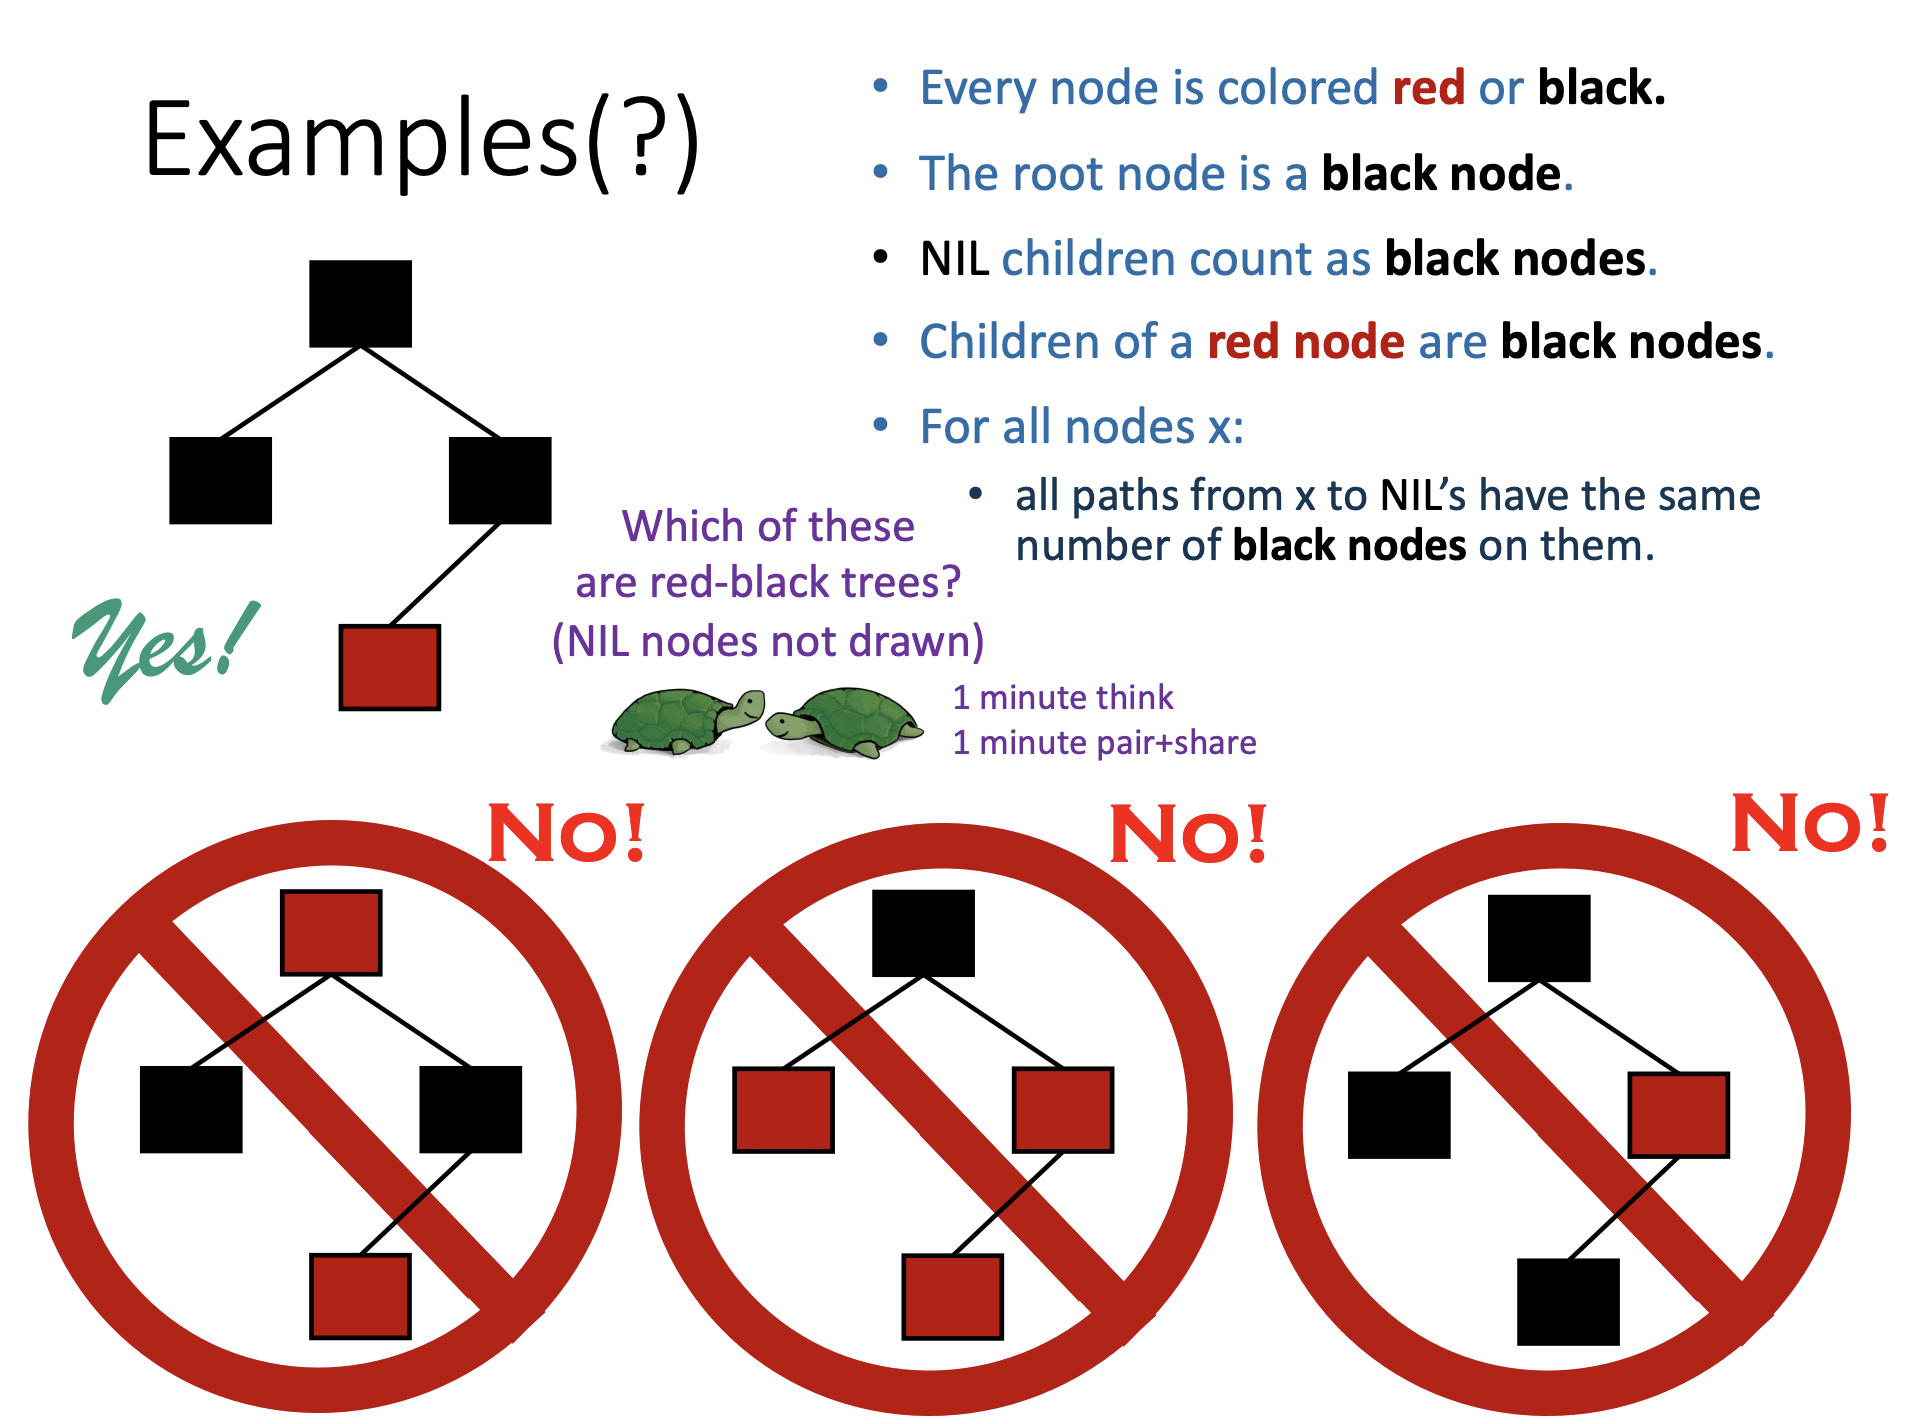 Examples(?)
• Every node is colored red or black.
• The root node is a black node.
• NIL children count as black nodes.
• Children of a red node are black nodes.
• For all nodes x:
• all paths from x to NIL's have the same
number of black nodes on them.
Which of these
are red-black trees?
(NIL nodes not drawn)
1 minute think
1 minute pair+share
Yes!
No!
No!
No!